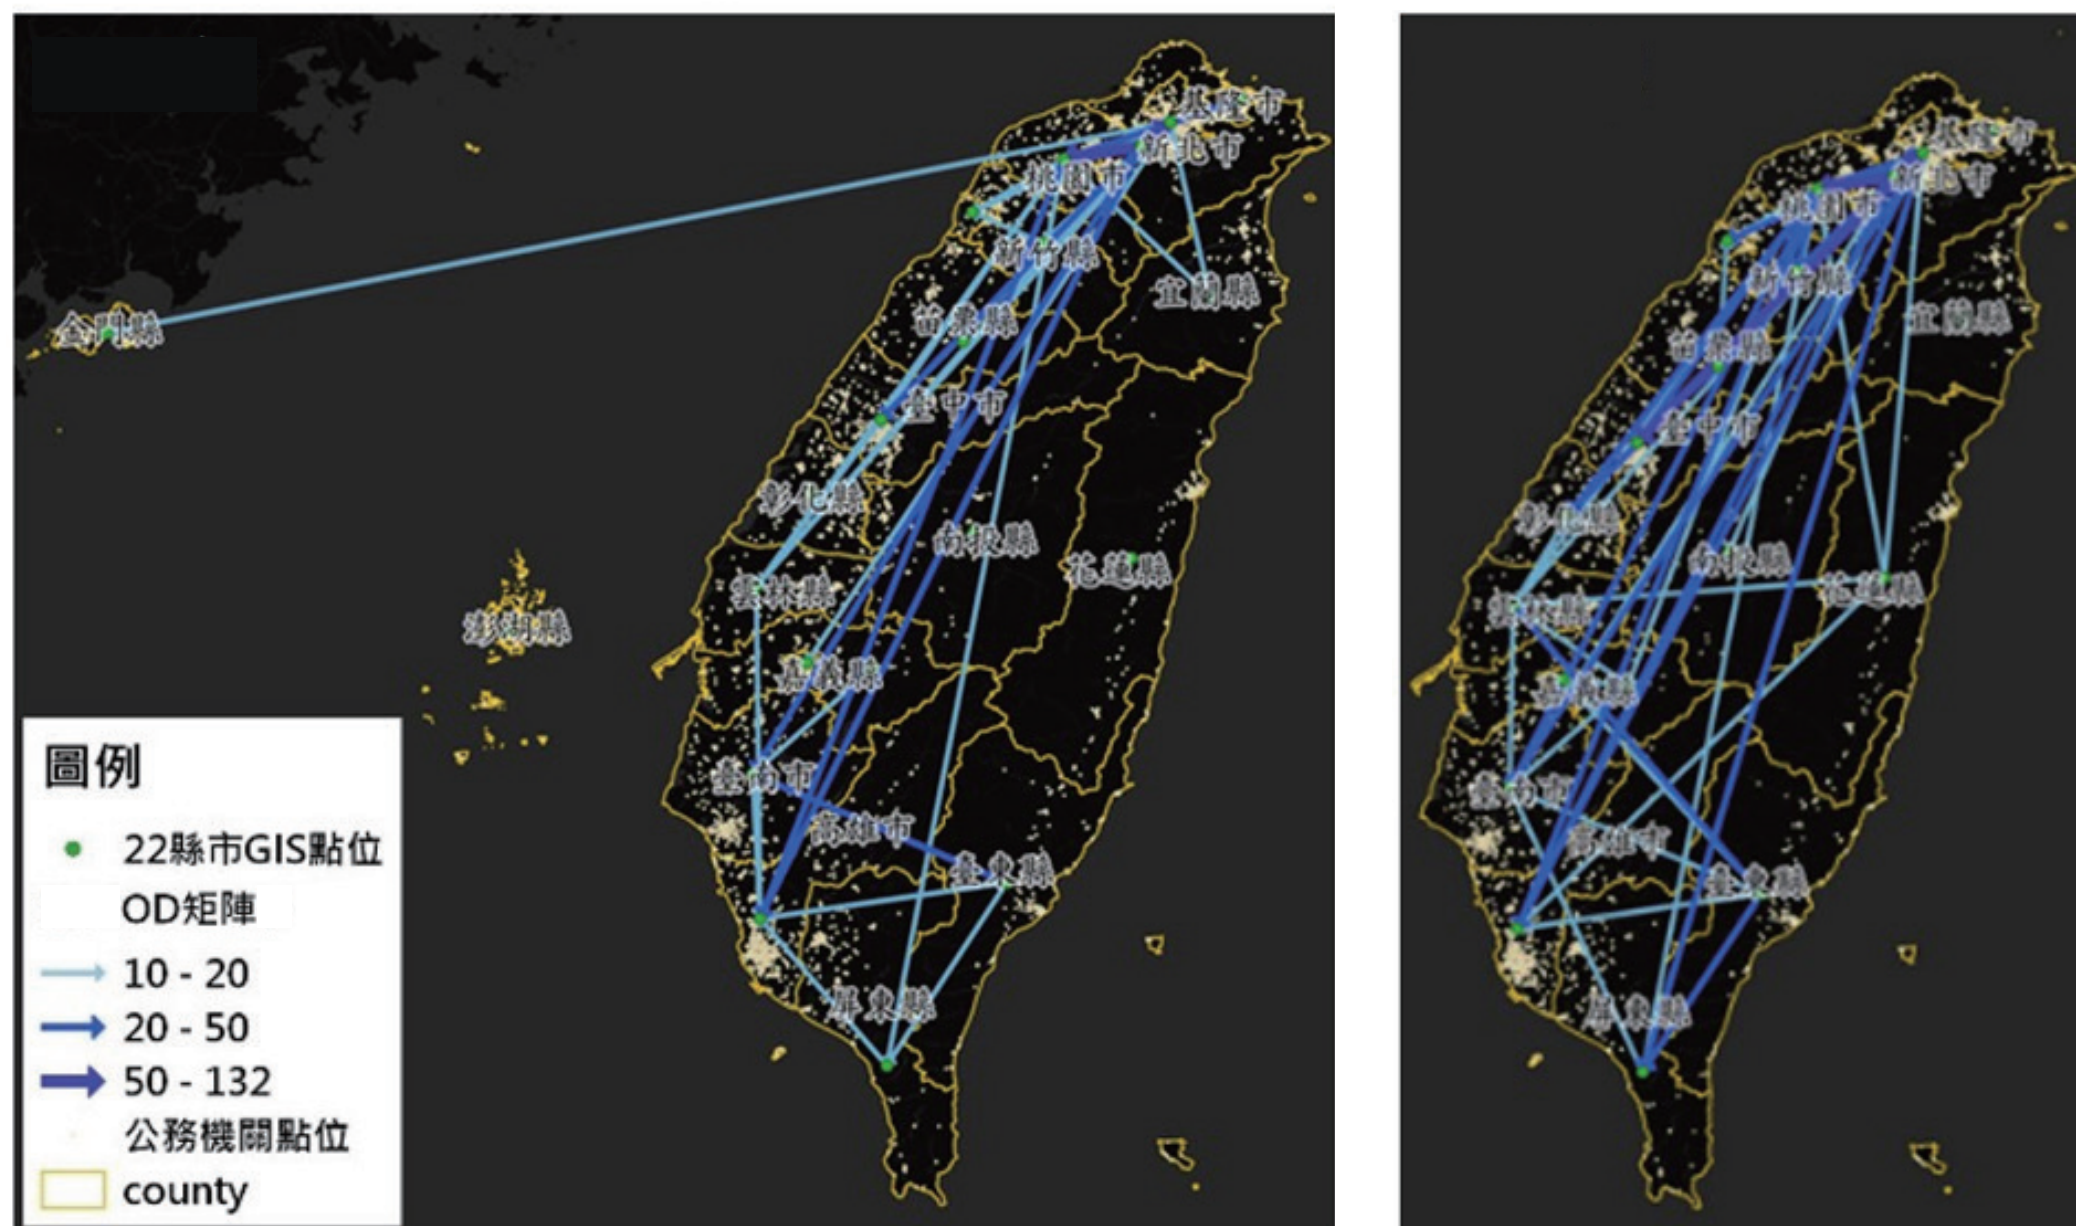 基隆市
新北市
桃園市
新竹縣
宜蘭縣
苗栗縣
金門縣
臺中市
彰化縣
南投縣
花蓮縣
雲林縣
澎湖縣
嘉義縣
臺南市
高雄市
臺東縣
屏東縣
圖例
22縣市GIS點位
OD矩陣
10 - 20
20 - 50
50 - 132
公務機關點位
county
基隆市
新北市
桃園市
新竹縣
宜蘭縣
苗栗縣
臺中市
彰化縣
南投縣
花蓮縣
雲林縣
嘉義縣
臺南市
高雄市
臺東縣
屏東縣